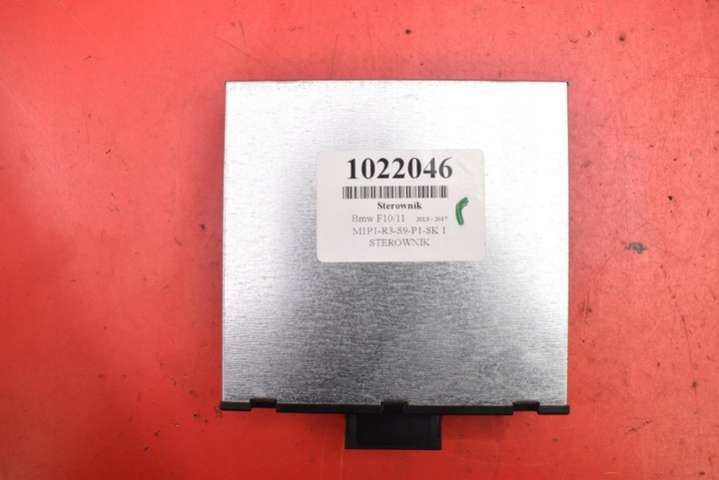 1022046
Sterownik
Bmw F10/11 2013 - 2017
M1P1-R3-S9-P1-SK 1
STEROWNIK